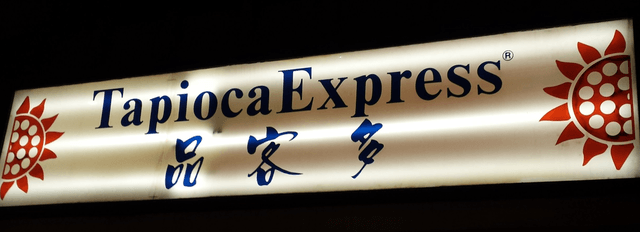 TapiocaExpress®
品客多